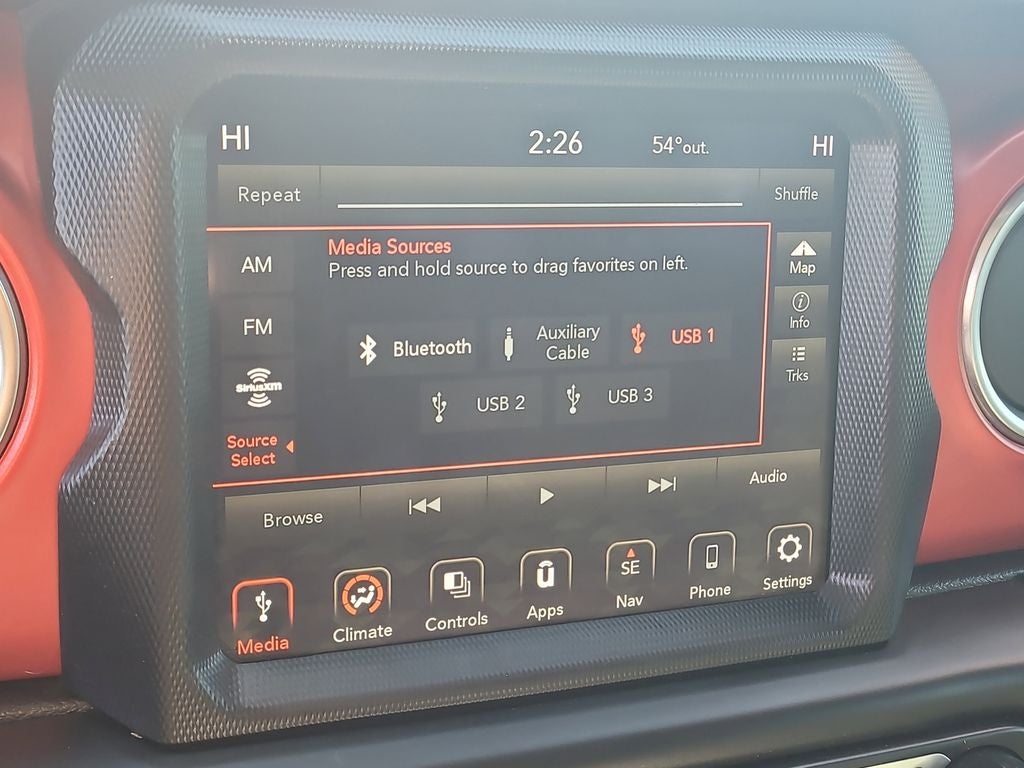 HI
2:26
54°out.
HI
Repeat
Shuffle
Media Sources
Press and hold source to drag favorites on left.
AM
FM
SiriusXM
Source
Select
Bluetooth
Auxiliary
Cable
USB 1
USB 2
USB 3
Map
Info
Trks
Browse
Audio
Media
Climate
Controls
Apps
SE
Nav
Phone
Settings